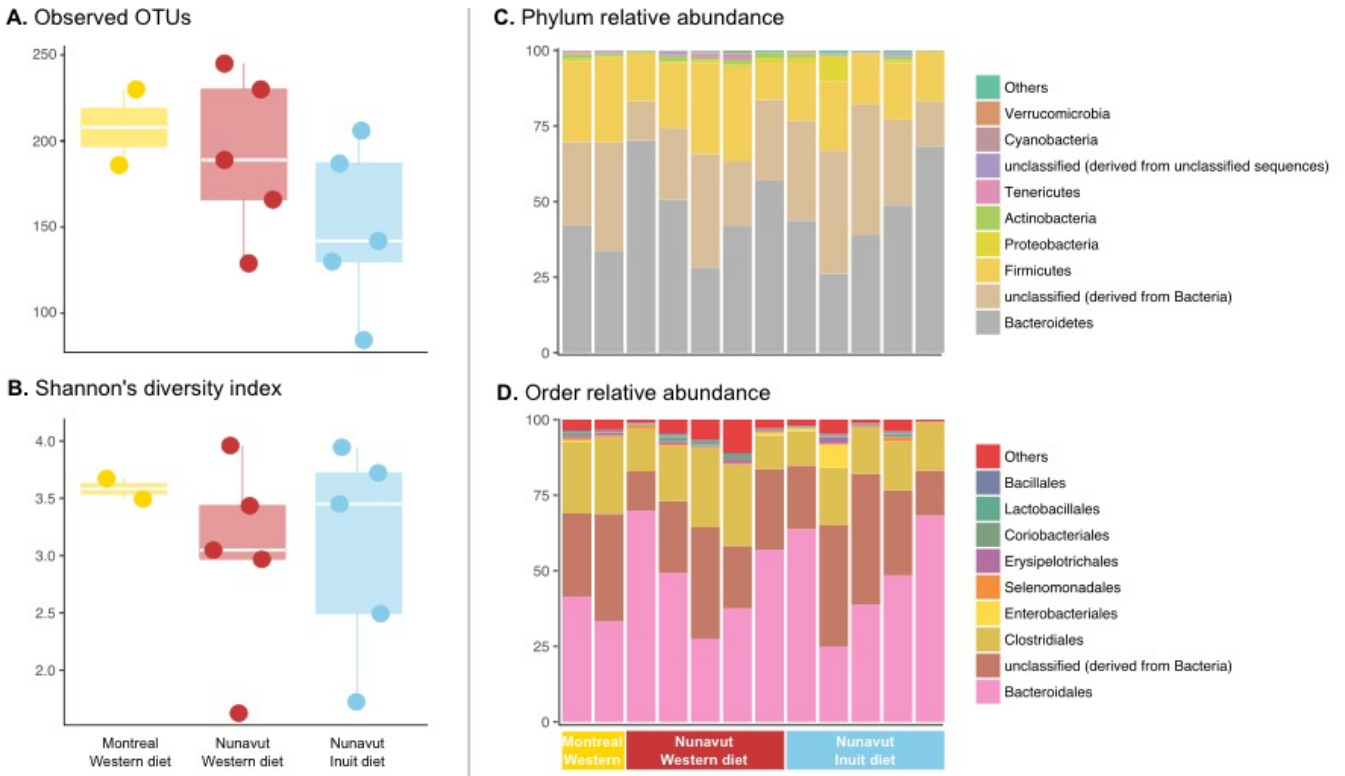 A. Observed OTUs
250
200
150
100
B. Shannon's diversity index
4.0
3.5
3.0
2.5
2.0
Montreal
Western diet
Nunavut
Western diet
Nunavut
Inuit diet
C. Phylum relative abundance
100
75
50
25
0
Others
Verrucomicrobia
Cyanobacteria
unclassified (derived from unclassified sequences)
Tenericutes
Actinobacteria
Proteobacteria
Firmicutes
unclassified (derived from Bacteria)
Bacteroidetes
D. Order relative abundance
100
75
50
25
0
Montreal
Western
Nunavut
Western diet
Nunavut
Inuit diet
Others
Bacillales
Lactobacillales
Coriobacteriales
Erysipelotrichales
Selenomonadales
Enterobacteriales
Clostridiales
unclassified (derived from Bacteria)
Bacteroidales